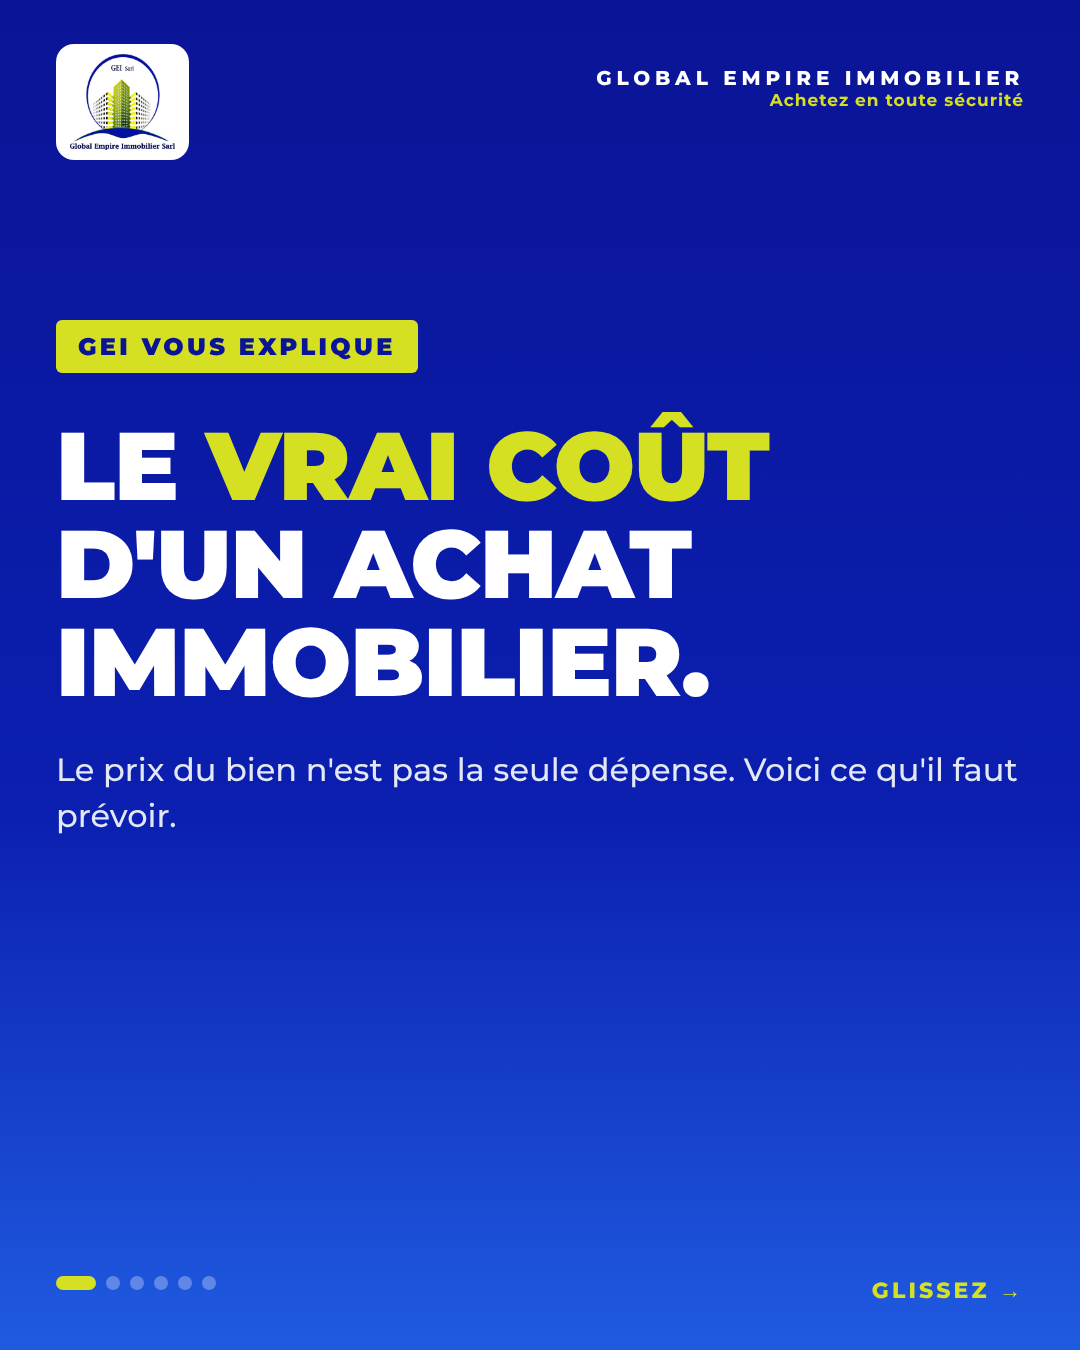 GEI Sarl
Global Empire Immobilier Sarl
GLOBAL EMPIRE IMMOBILIER
Achetez en toute sécurité
GEI VOUS EXPLIQUE
LE VRAI COÛT
D'UN ACHAT
IMMOBILIER.
Le prix du bien n'est pas la seule dépense. Voici ce qu'il faut
prévoir.
GLISSEZ →